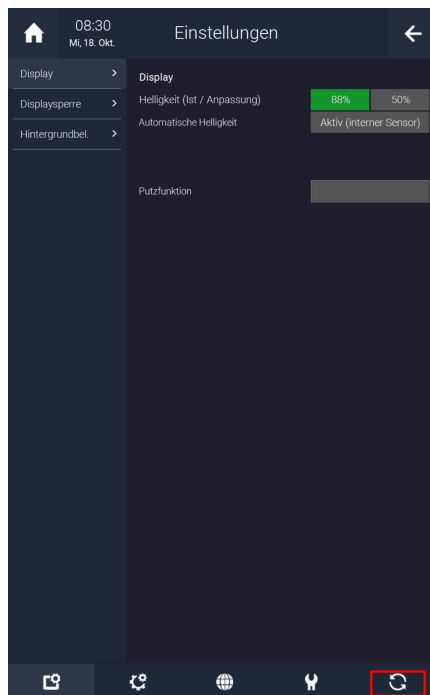 08:30
Mi, 18. Okt.
Einstellungen
Display
Displaysperre
Hintergrundbel.
Display
Helligkeit (Ist / Anpassung) 88% 50%
Automatische Helligkeit Aktiv (interner Sensor)
Putzfunktion